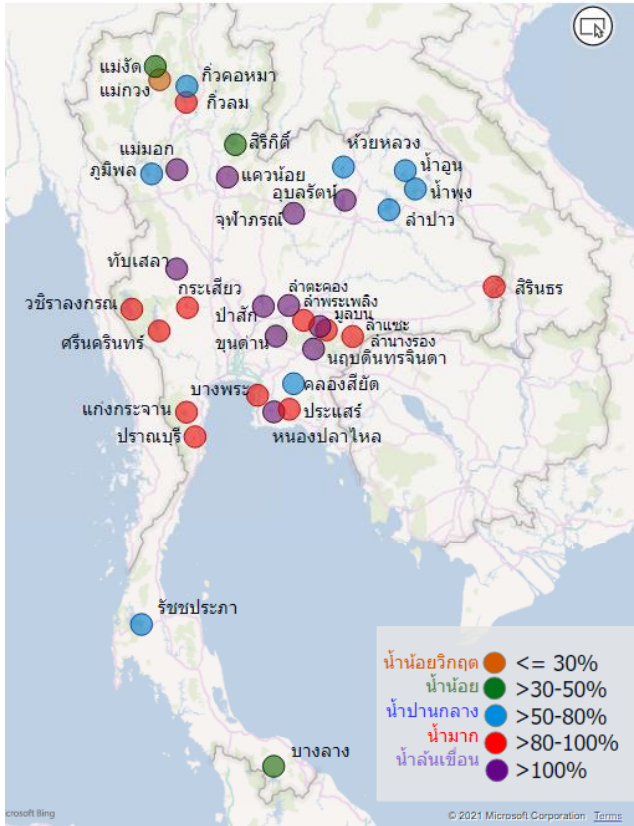 แม่งัด
แม่กวง
กิ่วคอหมา
กิ่วลม
สิริกิติ์
แม่มอก
ภูมิพล
แควน้อย
ห้วยหลวง
น้ำอูน
อุบลรัตน์
น้ำพุง
จุฬาภรณ์
ลำปาว
ทับเสลา
กระเสียว
วชิราลงกรณ
ศรีนครินทร์
ป่าสัก
ลำตะคอง
ลำพระเพลิง
มูลบน
ลำแชะ
ลำนางรอง
ขุนด่าน
นฤบดินทรจินดา
สิรินธร
คลองสียัด
บางพระ
ประแสร์
หนองปลาไหล
แก่งกระจาน
ปราณบุรี
รัชชประภา
บางลาง
น้ำน้อยวิกฤต <= 30%
น้ำน้อย >30-50%
น้ำปานกลาง >50-80%
น้ำมาก >80-100%
น้ำล้นเขื่อน >100%
crosoft Bing
© 2021 Microsoft Corporation Terms